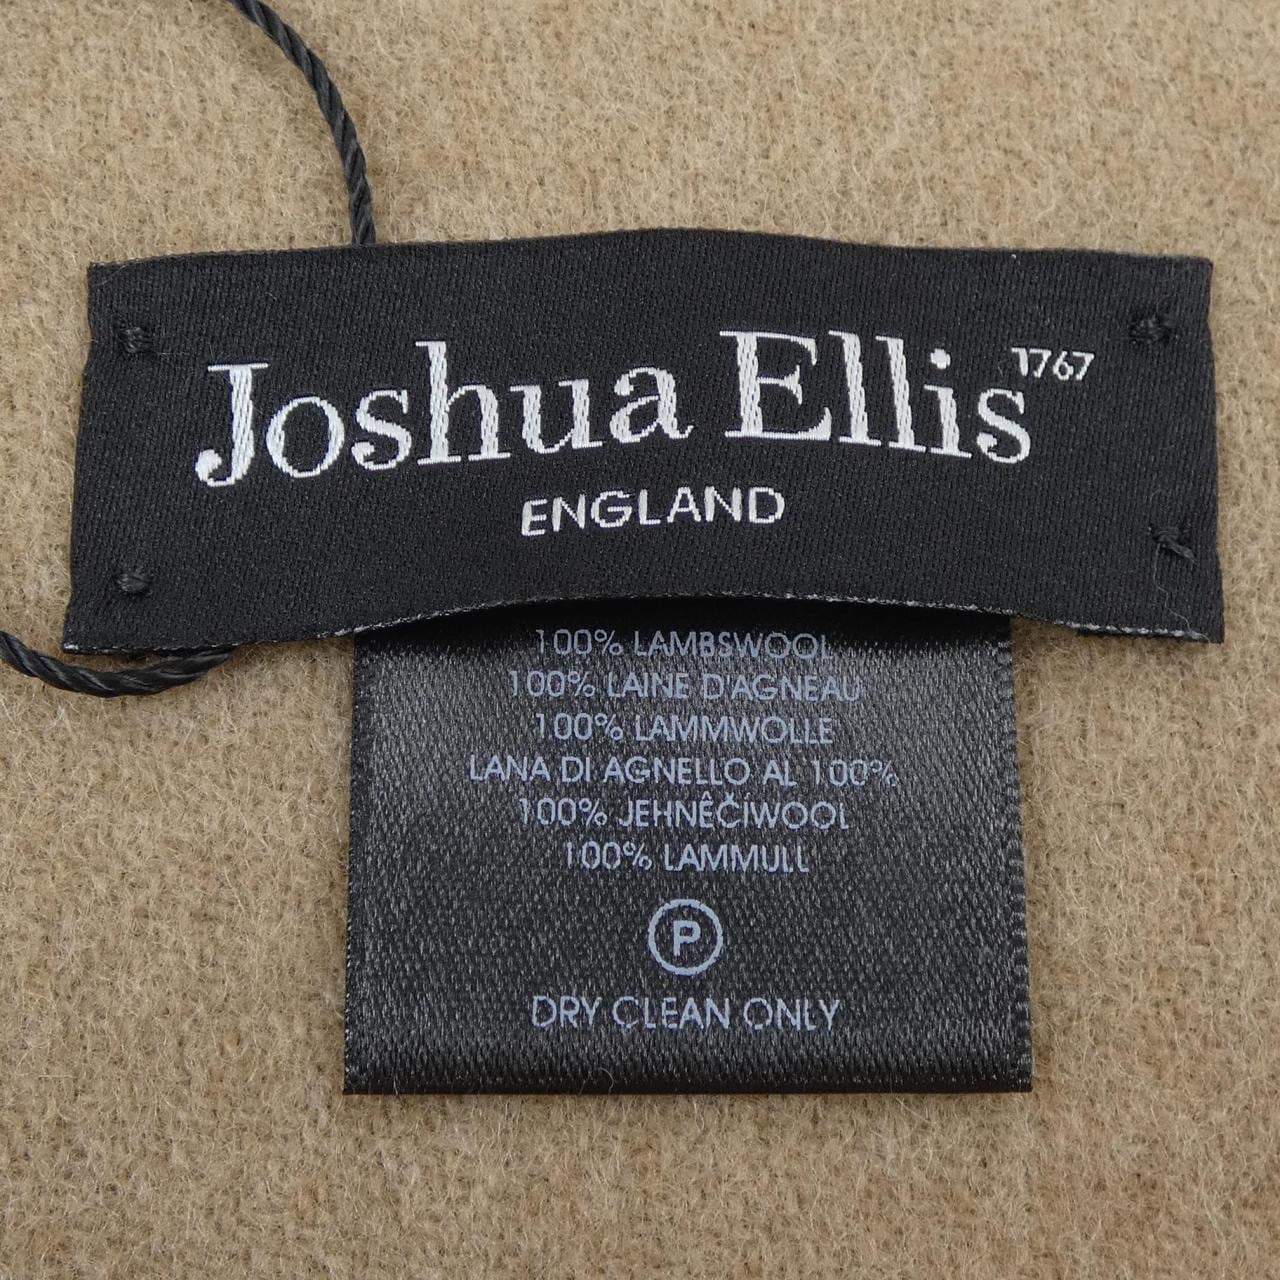 Joshua Ellis 1767
ENGLAND
100% LAMBSWOOL
100% LAINE D'AGNEAU
100% LAMMWOLLE
LANA DI AGNELLO AL 100%
100% JEHNÊČÍWOOL
100% LAMMULL
P
DRY CLEAN ONLY